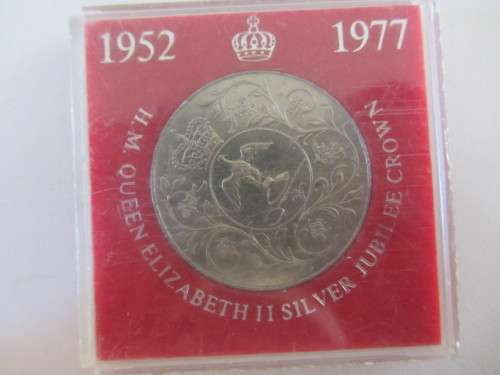 1952 1977
H.M. QUEEN ELIZABETH II SILVER JUBILEE CROWN